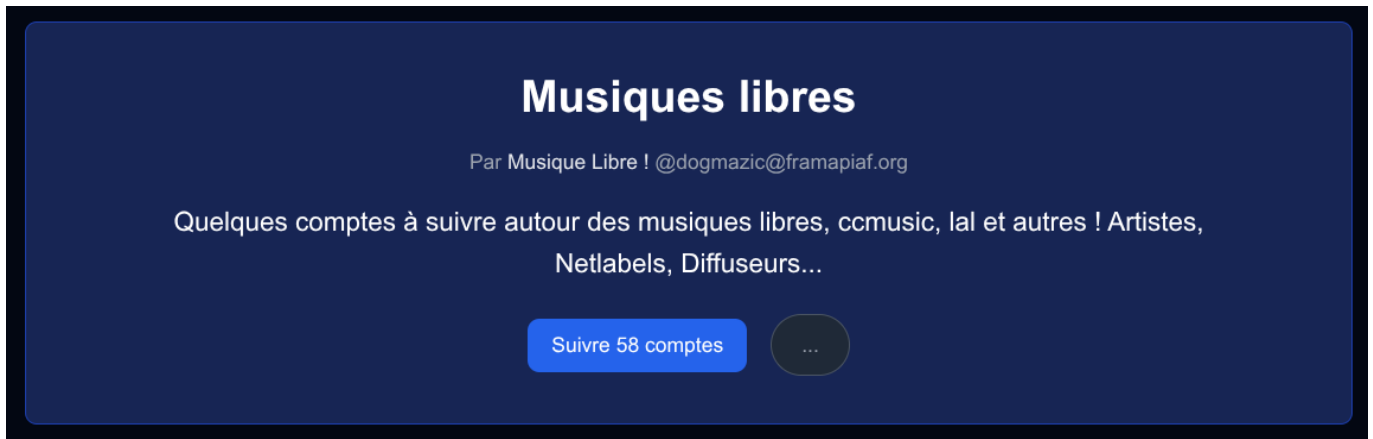 Musiques libres
Par Musique Libre ! @dogmazic@framapiaf.org
Quelques comptes à suivre autour des musiques libres, ccmusic, lal et autres ! Artistes,
Netlabels, Diffuseurs...
Suivre 58 comptes
...